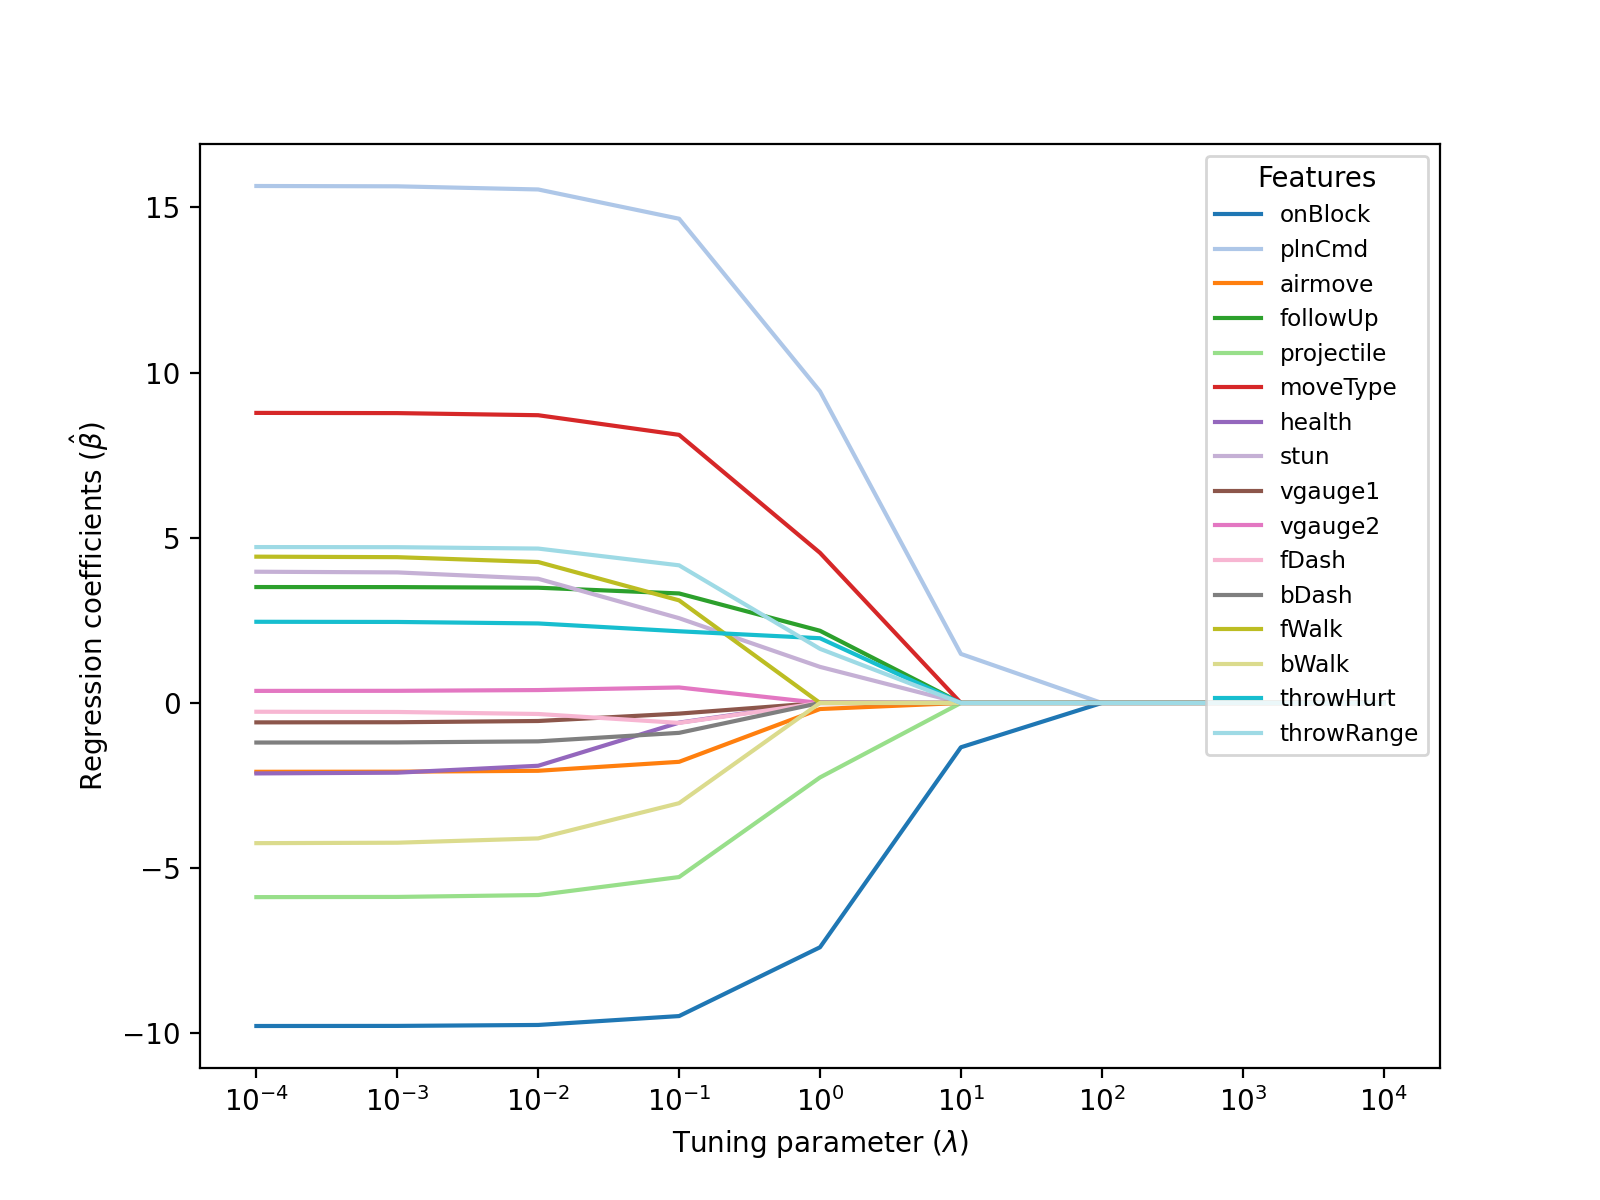 Features
onBlock
plnCmd
airmove
followUp
projectile
moveType
health
stun
vgauge1
vgauge2
fDash
bDash
fWalk
bWalk
throwHurt
throwRange
15
10
5
0
−5
−10
Regression coefficients (β̂)
10⁻⁴ 10⁻³ 10⁻² 10⁻¹ 10⁰ 10¹ 10² 10³ 10⁴
Tuning parameter (λ)